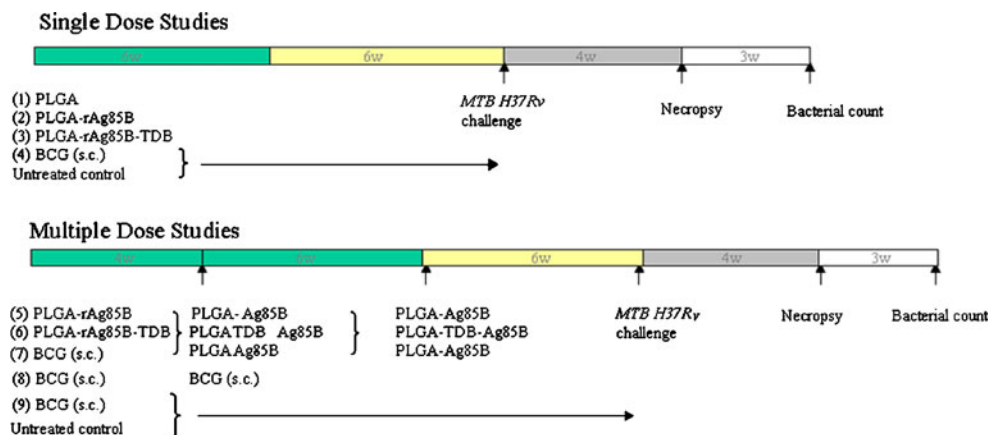 Single Dose Studies
6w 6w 4w 3w
(1) PLGA
(2) PLGA-rAg85B
(3) PLGA-rAg85B-TDB
(4) BCG (s.c.)
Untreated control
MTB H37Rv
challenge
Necropsy
Bacterial count
Multiple Dose Studies
4w 6w 6w 4w 3w
(5) PLGA-rAg85B PLGA- Ag85B PLGA-Ag85B
(6) PLGA-rAg85B-TDB PLGATDB Ag85B PLGA-TDB-Ag85B
(7) BCG (s.c.) PLGAAg85B PLGA-Ag85B
(8) BCG (s.c.) BCG (s.c.)
(9) BCG (s.c.)
Untreated control
MTB H37Rv
challenge
Necropsy
Bacterial count